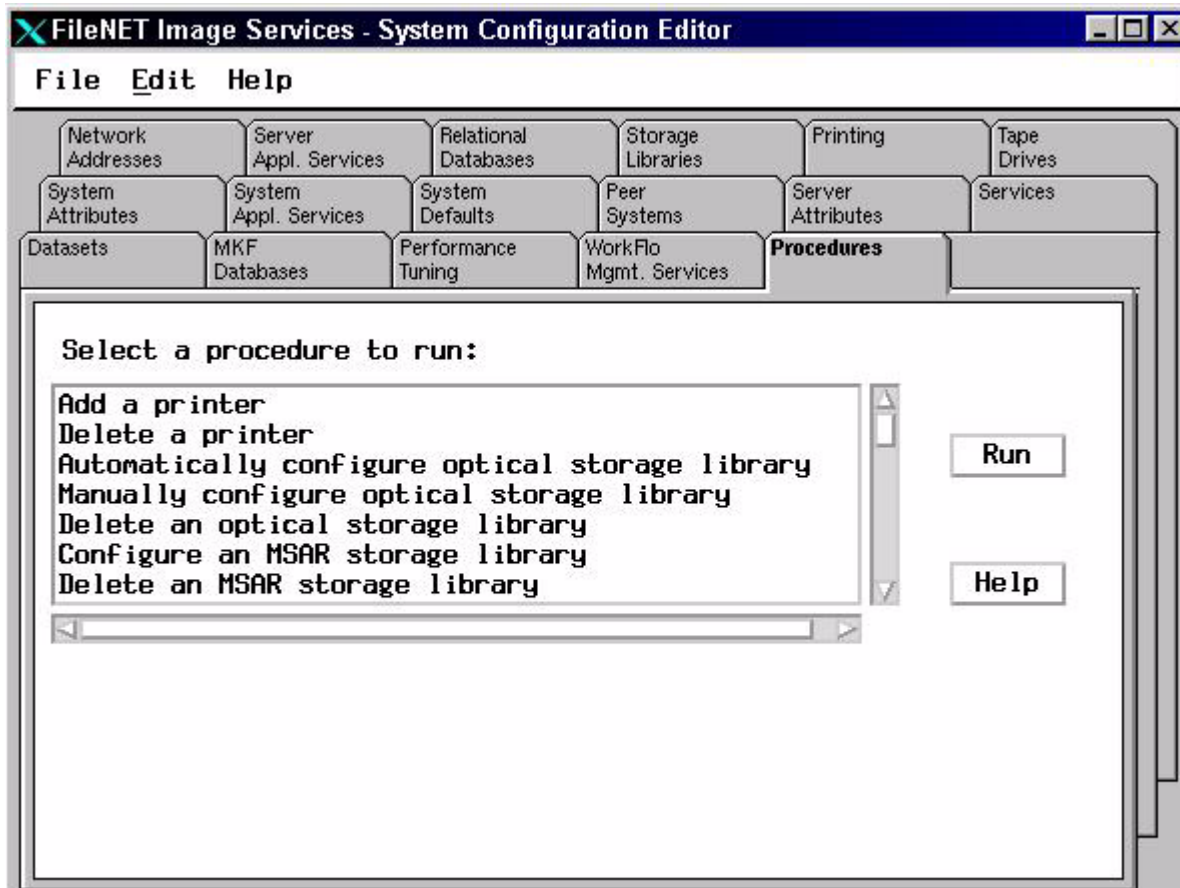 FileNET Image Services - System Configuration Editor
File Edit Help
Network Addresses
Server Appl. Services
Relational Databases
Storage Libraries
Printing
Tape Drives
System Attributes
System Appl. Services
System Defaults
Peer Systems
Server Attributes
Services
Datasets
MKF Databases
Performance Tuning
WorkFlo Mgmt. Services
Procedures
Select a procedure to run:
Add a printer
Delete a printer
Automatically configure optical storage library
Manually configure optical storage library
Delete an optical storage library
Configure an MSAR storage library
Delete an MSAR storage library
Run
Help